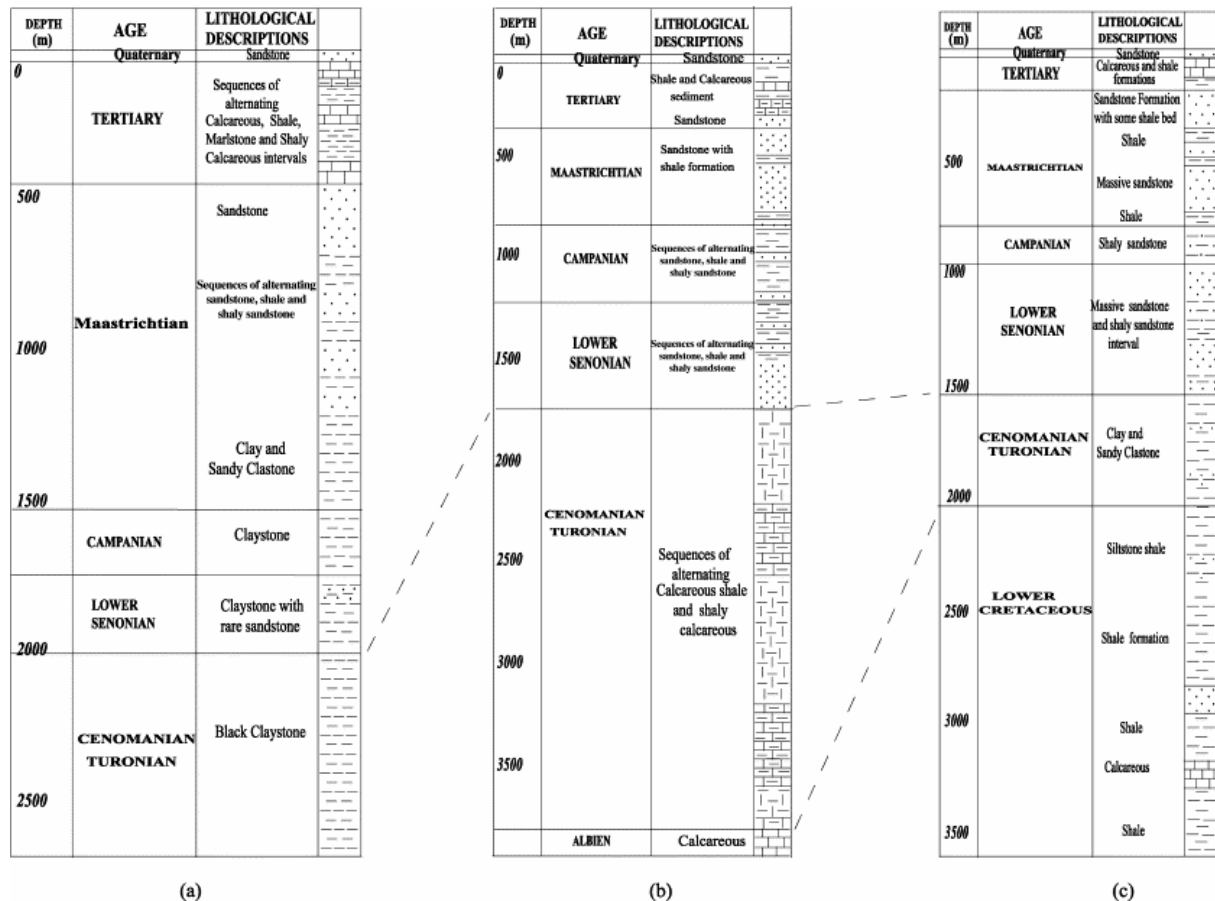 DEPTH
(m)
AGE
LITHOLOGICAL
DESCRIPTIONS
Quaternary
Sandstone
0
TERTIARY
Sequences of
alternating
Calcareous, Shale,
Marlstone and Shaly
Calcareous intervals
500
Sandstone
Maastrichtian
Sequences of alternating
sandstone, shale and
shaly sandstone
1000
Clay and
Sandy Clastone
1500
CAMPANIAN
Claystone
LOWER
SENONIAN
Claystone with
rare sandstone
2000
CENOMANIAN
TURONIAN
Black Claystone
2500
(a)
DEPTH
(m)
AGE
LITHOLOGICAL
DESCRIPTIONS
Quaternary
Sandstone
0
TERTIARY
Shale and Calcareous
sediment
Sandstone
500
MAASTRICHTIAN
Sandstone with
shale formation
1000
CAMPANIAN
Sequences of alternating
sandstone, shale and
shaly sandstone
LOWER
SENONIAN
1500
Sequences of alternating
sandstone, shale and
shaly sandstone
2000
CENOMANIAN
TURONIAN
2500
Sequences of
alternating
Calcareous shale
and shaly
calcareous
3000
3500
ALBIEN
Calcareous
(b)
DEPTH
(m)
AGE
LITHOLOGICAL
DESCRIPTIONS
Quaternary
Sandstone
0
TERTIARY
Calcareous and shale
formations
Sandstone Formation
with some shale bed
Shale
500
MAASTRICHTIAN
Massive sandstone
Shale
CAMPANIAN
Shaly sandstone
1000
LOWER
SENONIAN
Massive sandstone
and shaly sandstone
interval
1500
CENOMANIAN
TURONIAN
Clay and
Sandy Clastone
2000
Siltstone shale
LOWER
CRETACEOUS
2500
Shale formation
3000
Shale
Calcareous
3500
Shale
(c)